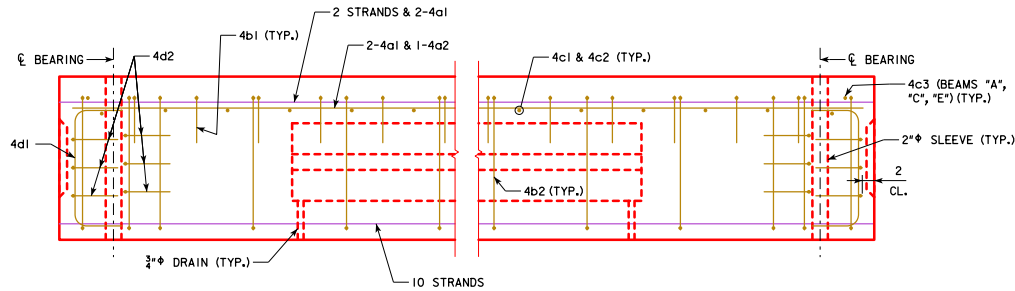 2 STRANDS & 2-4a1
4b1 (TYP.)
2-4a1 & 1-4a2
4c1 & 4c2 (TYP.)
℄ BEARING
4d2
℄ BEARING
4c3 (BEAMS "A",
"C", "E") (TYP.)
4d1
2"Φ SLEEVE (TYP.)
2
CL.
4b2 (TYP.)
¾"Φ DRAIN (TYP.)
10 STRANDS